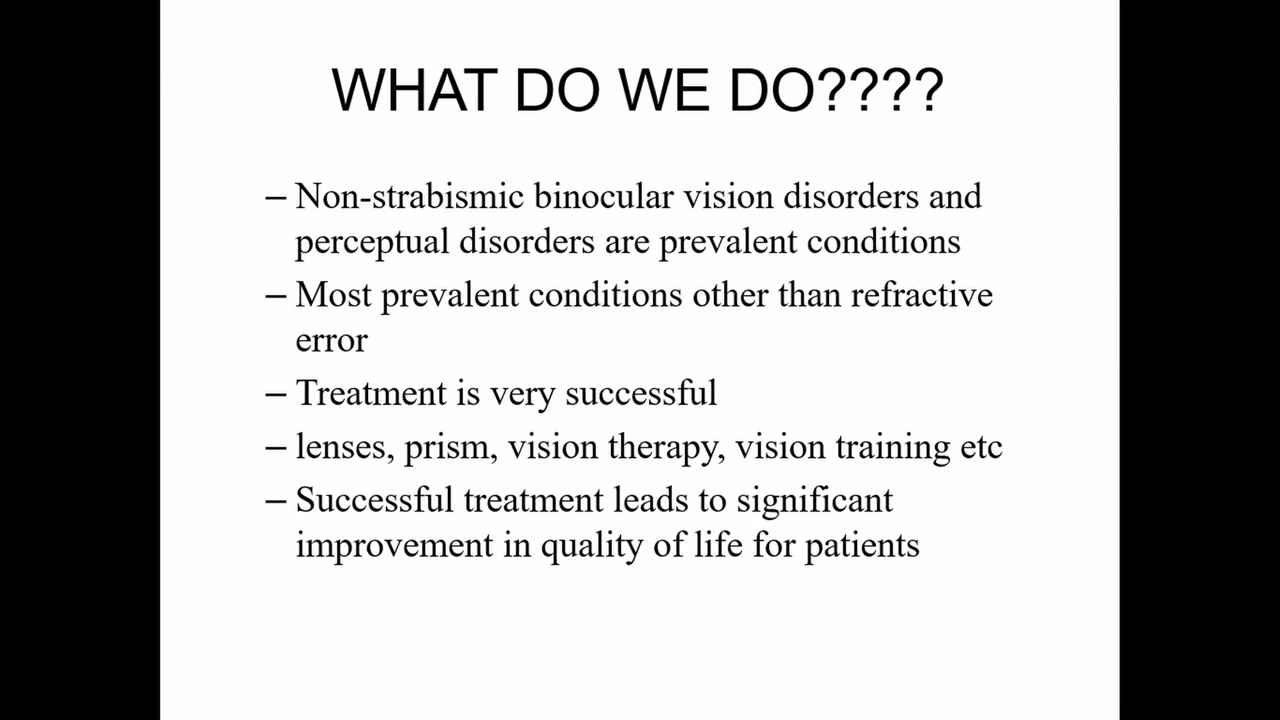 WHAT DO WE DO????
– Non-strabismic binocular vision disorders and
perceptual disorders are prevalent conditions
– Most prevalent conditions other than refractive
error
– Treatment is very successful
– lenses, prism, vision therapy, vision training etc
– Successful treatment leads to significant
improvement in quality of life for patients